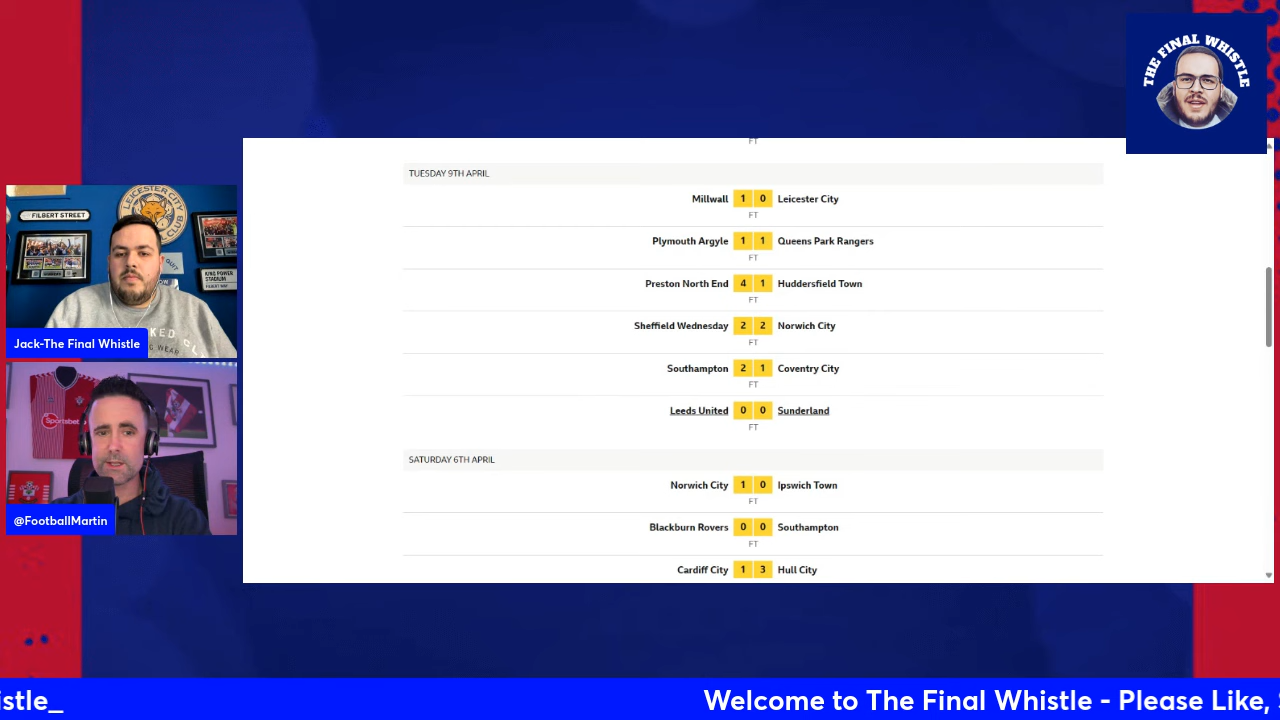 THE FINAL WHISTLE
FT
TUESDAY 9TH APRIL
Millwall 1 0 Leicester City
FT
Plymouth Argyle 1 1 Queens Park Rangers
FT
Preston North End 4 1 Huddersfield Town
FT
Sheffield Wednesday 2 2 Norwich City
FT
Southampton 2 1 Coventry City
FT
Leeds United 0 0 Sunderland
FT
SATURDAY 6TH APRIL
Norwich City 1 0 Ipswich Town
FT
Blackburn Rovers 0 0 Southampton
FT
Cardiff City 1 3 Hull City
LEICESTER CITY
FILBERT STREET
KING POWER
STADIUM
Jack-The Final Whistle
Sportsbet
@FootballMartin
istle_
Welcome to The Final Whistle - Please Like,